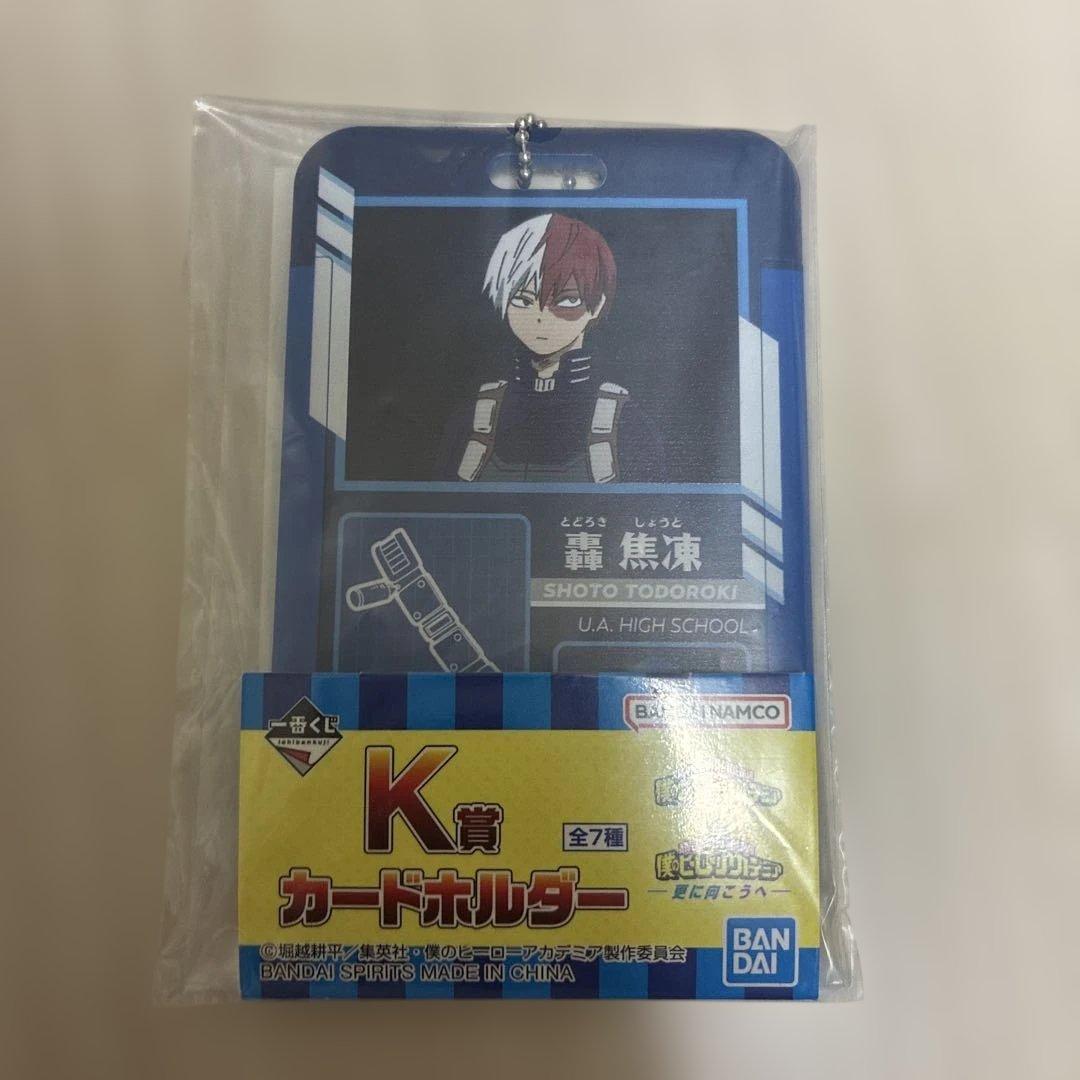 とどろき しょうと
轟 焦凍
SHOTO TODOROKI
U.A. HIGH SCHOOL
一番くじ
ichibankuji
BANDAI NAMCO
K賞
全7種
カードホルダー
僕のヒーローアカデミア
-更に向こうへ-
©堀越耕平/集英社・僕のヒーローアカデミア製作委員会
BANDAI SPIRITS MADE IN CHINA
BAN
DAI